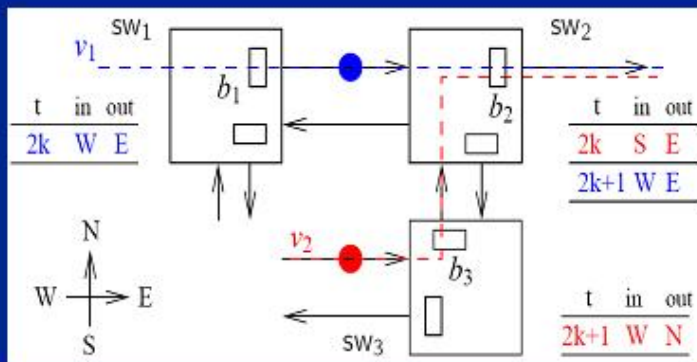 SW1
SW2
v1
b1
b2
t in out
2k W E
t in out
2k S E
2k+1 W E
N
W E
S
v2
b3
SW3
t in out
2k+1 W N